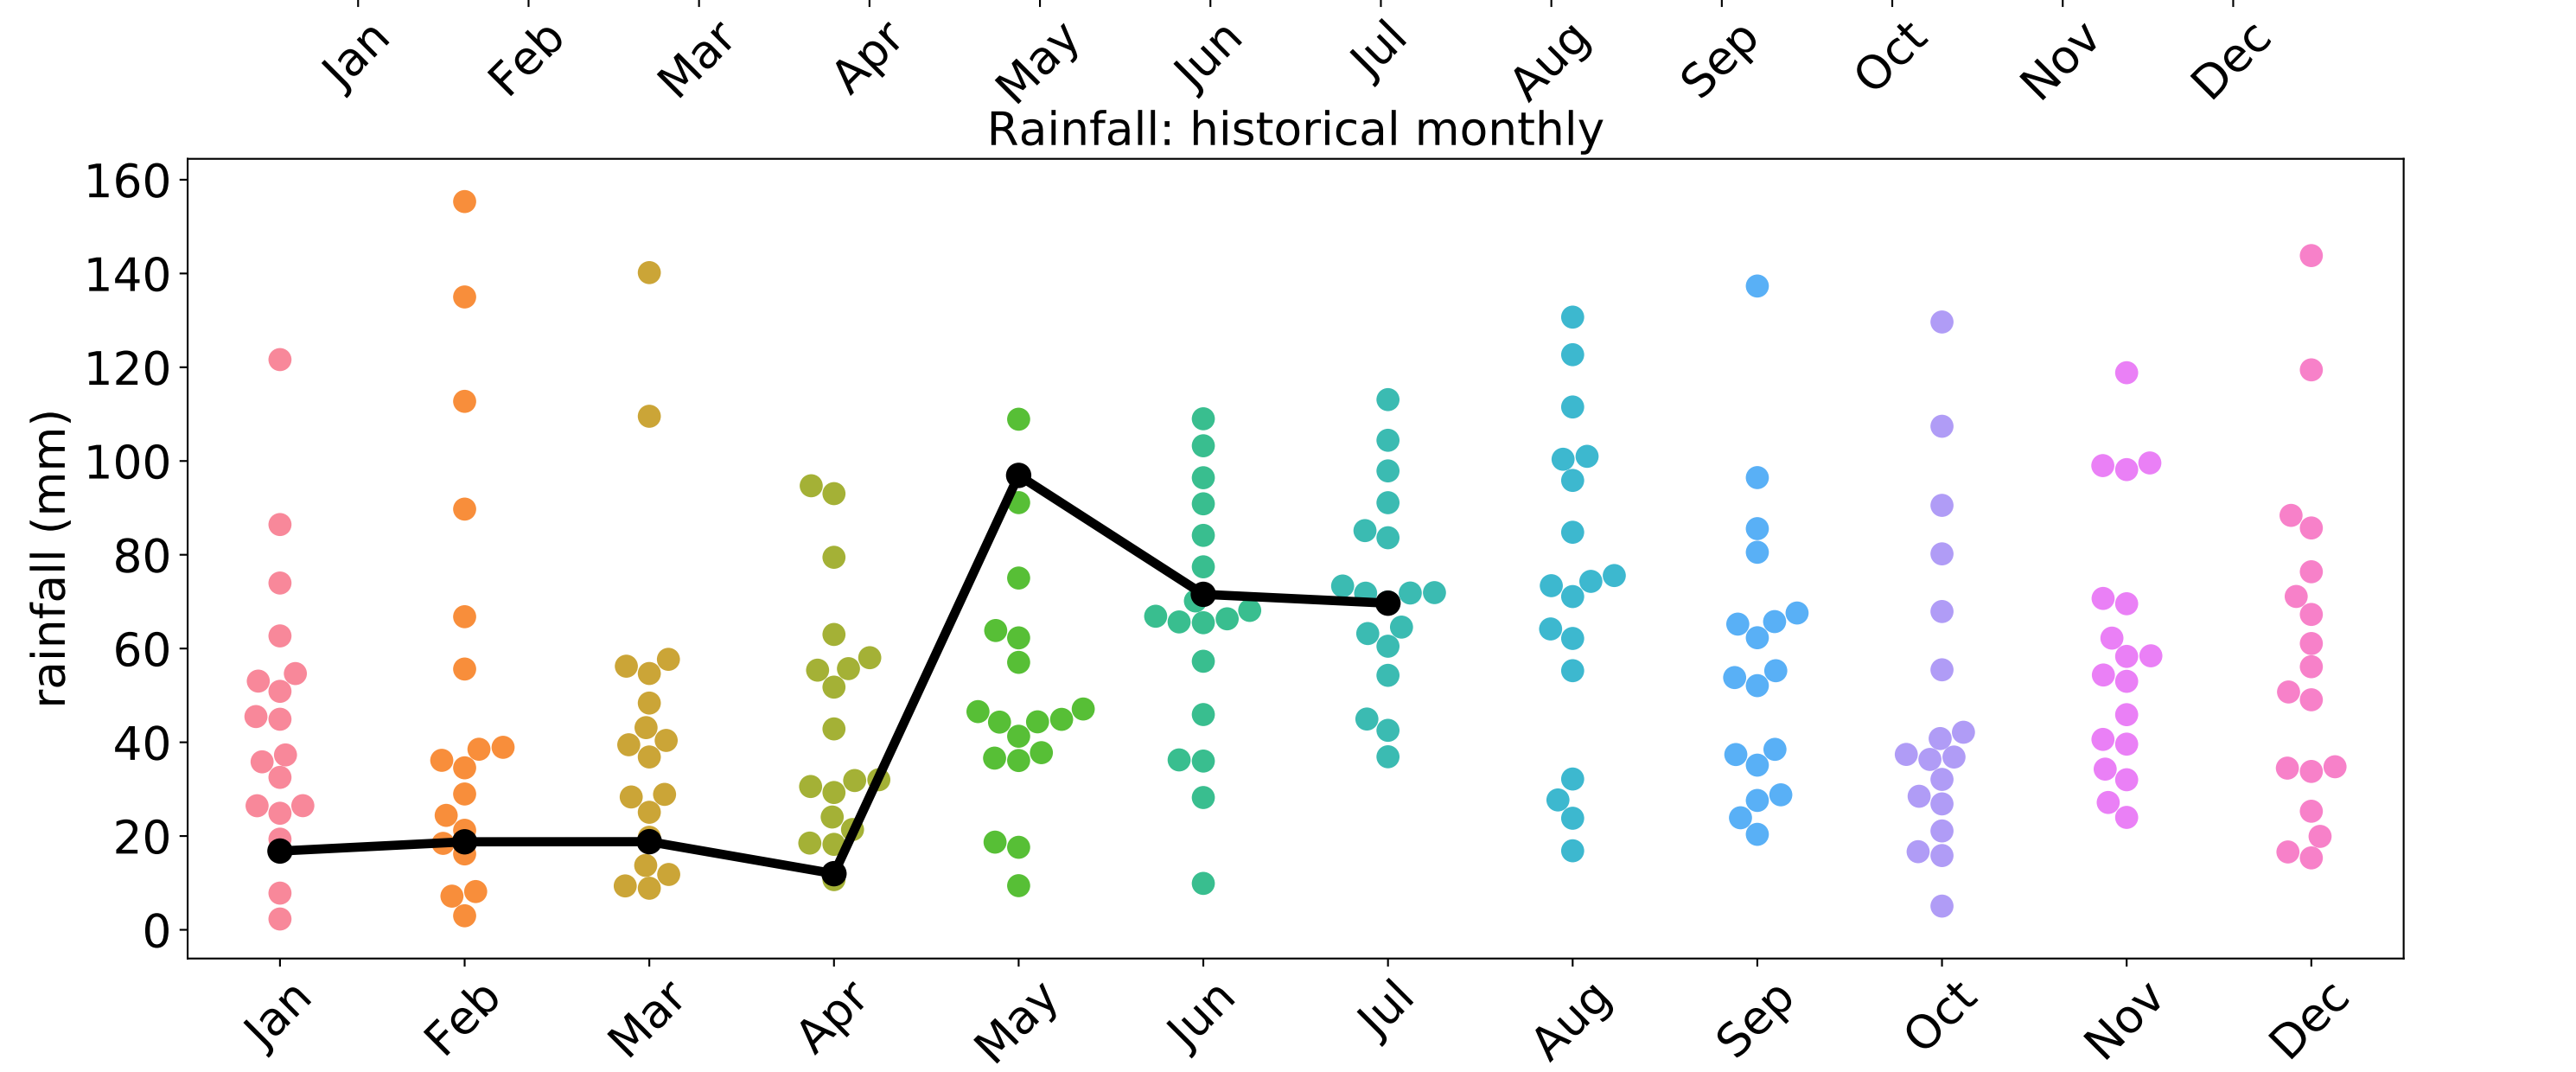 Jan Feb Mar Apr May Jun Jul Aug Sep Oct Nov Dec
Rainfall: historical monthly
160
140
120
100
80
60
40
20
0
rainfall (mm)
Jan Feb Mar Apr May Jun Jul Aug Sep Oct Nov Dec